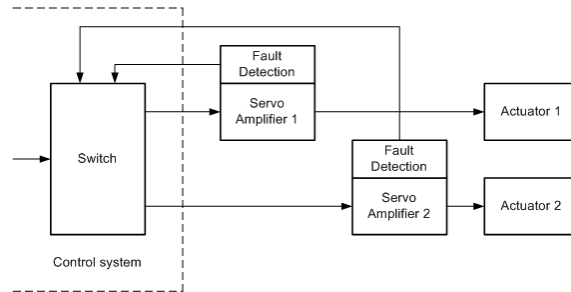 Fault
Detection
Servo
Amplifier 1
Actuator 1
Switch
Fault
Detection
Servo
Amplifier 2
Actuator 2
Control system